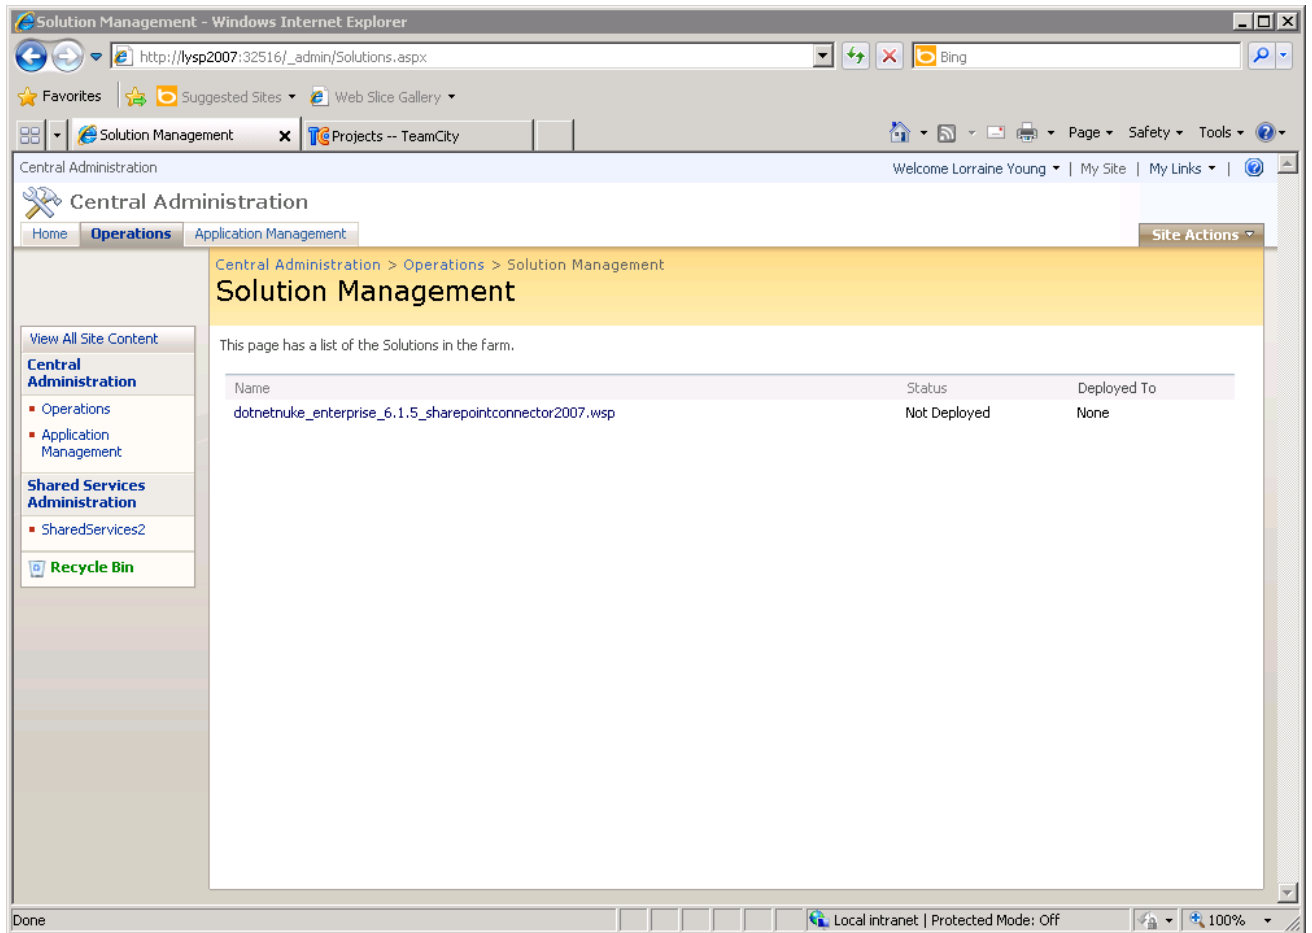 Solution Management - Windows Internet Explorer
http://lysp2007:32516/_admin/Solutions.aspx
Bing
Favorites Suggested Sites Web Slice Gallery
Solution Management Projects -- TeamCity Page Safety Tools
Central Administration Welcome Lorraine Young | My Site | My Links |
Central Administration
Home Operations Application Management Site Actions
Central Administration > Operations > Solution Management
Solution Management
View All Site Content
Central
Administration
Operations
Application
Management
Shared Services
Administration
SharedServices2
Recycle Bin
This page has a list of the Solutions in the farm.
Name Status Deployed To
dotnetnuke_enterprise_6.1.5_sharepointconnector2007.wsp Not Deployed None
Done Local intranet | Protected Mode: Off 100%